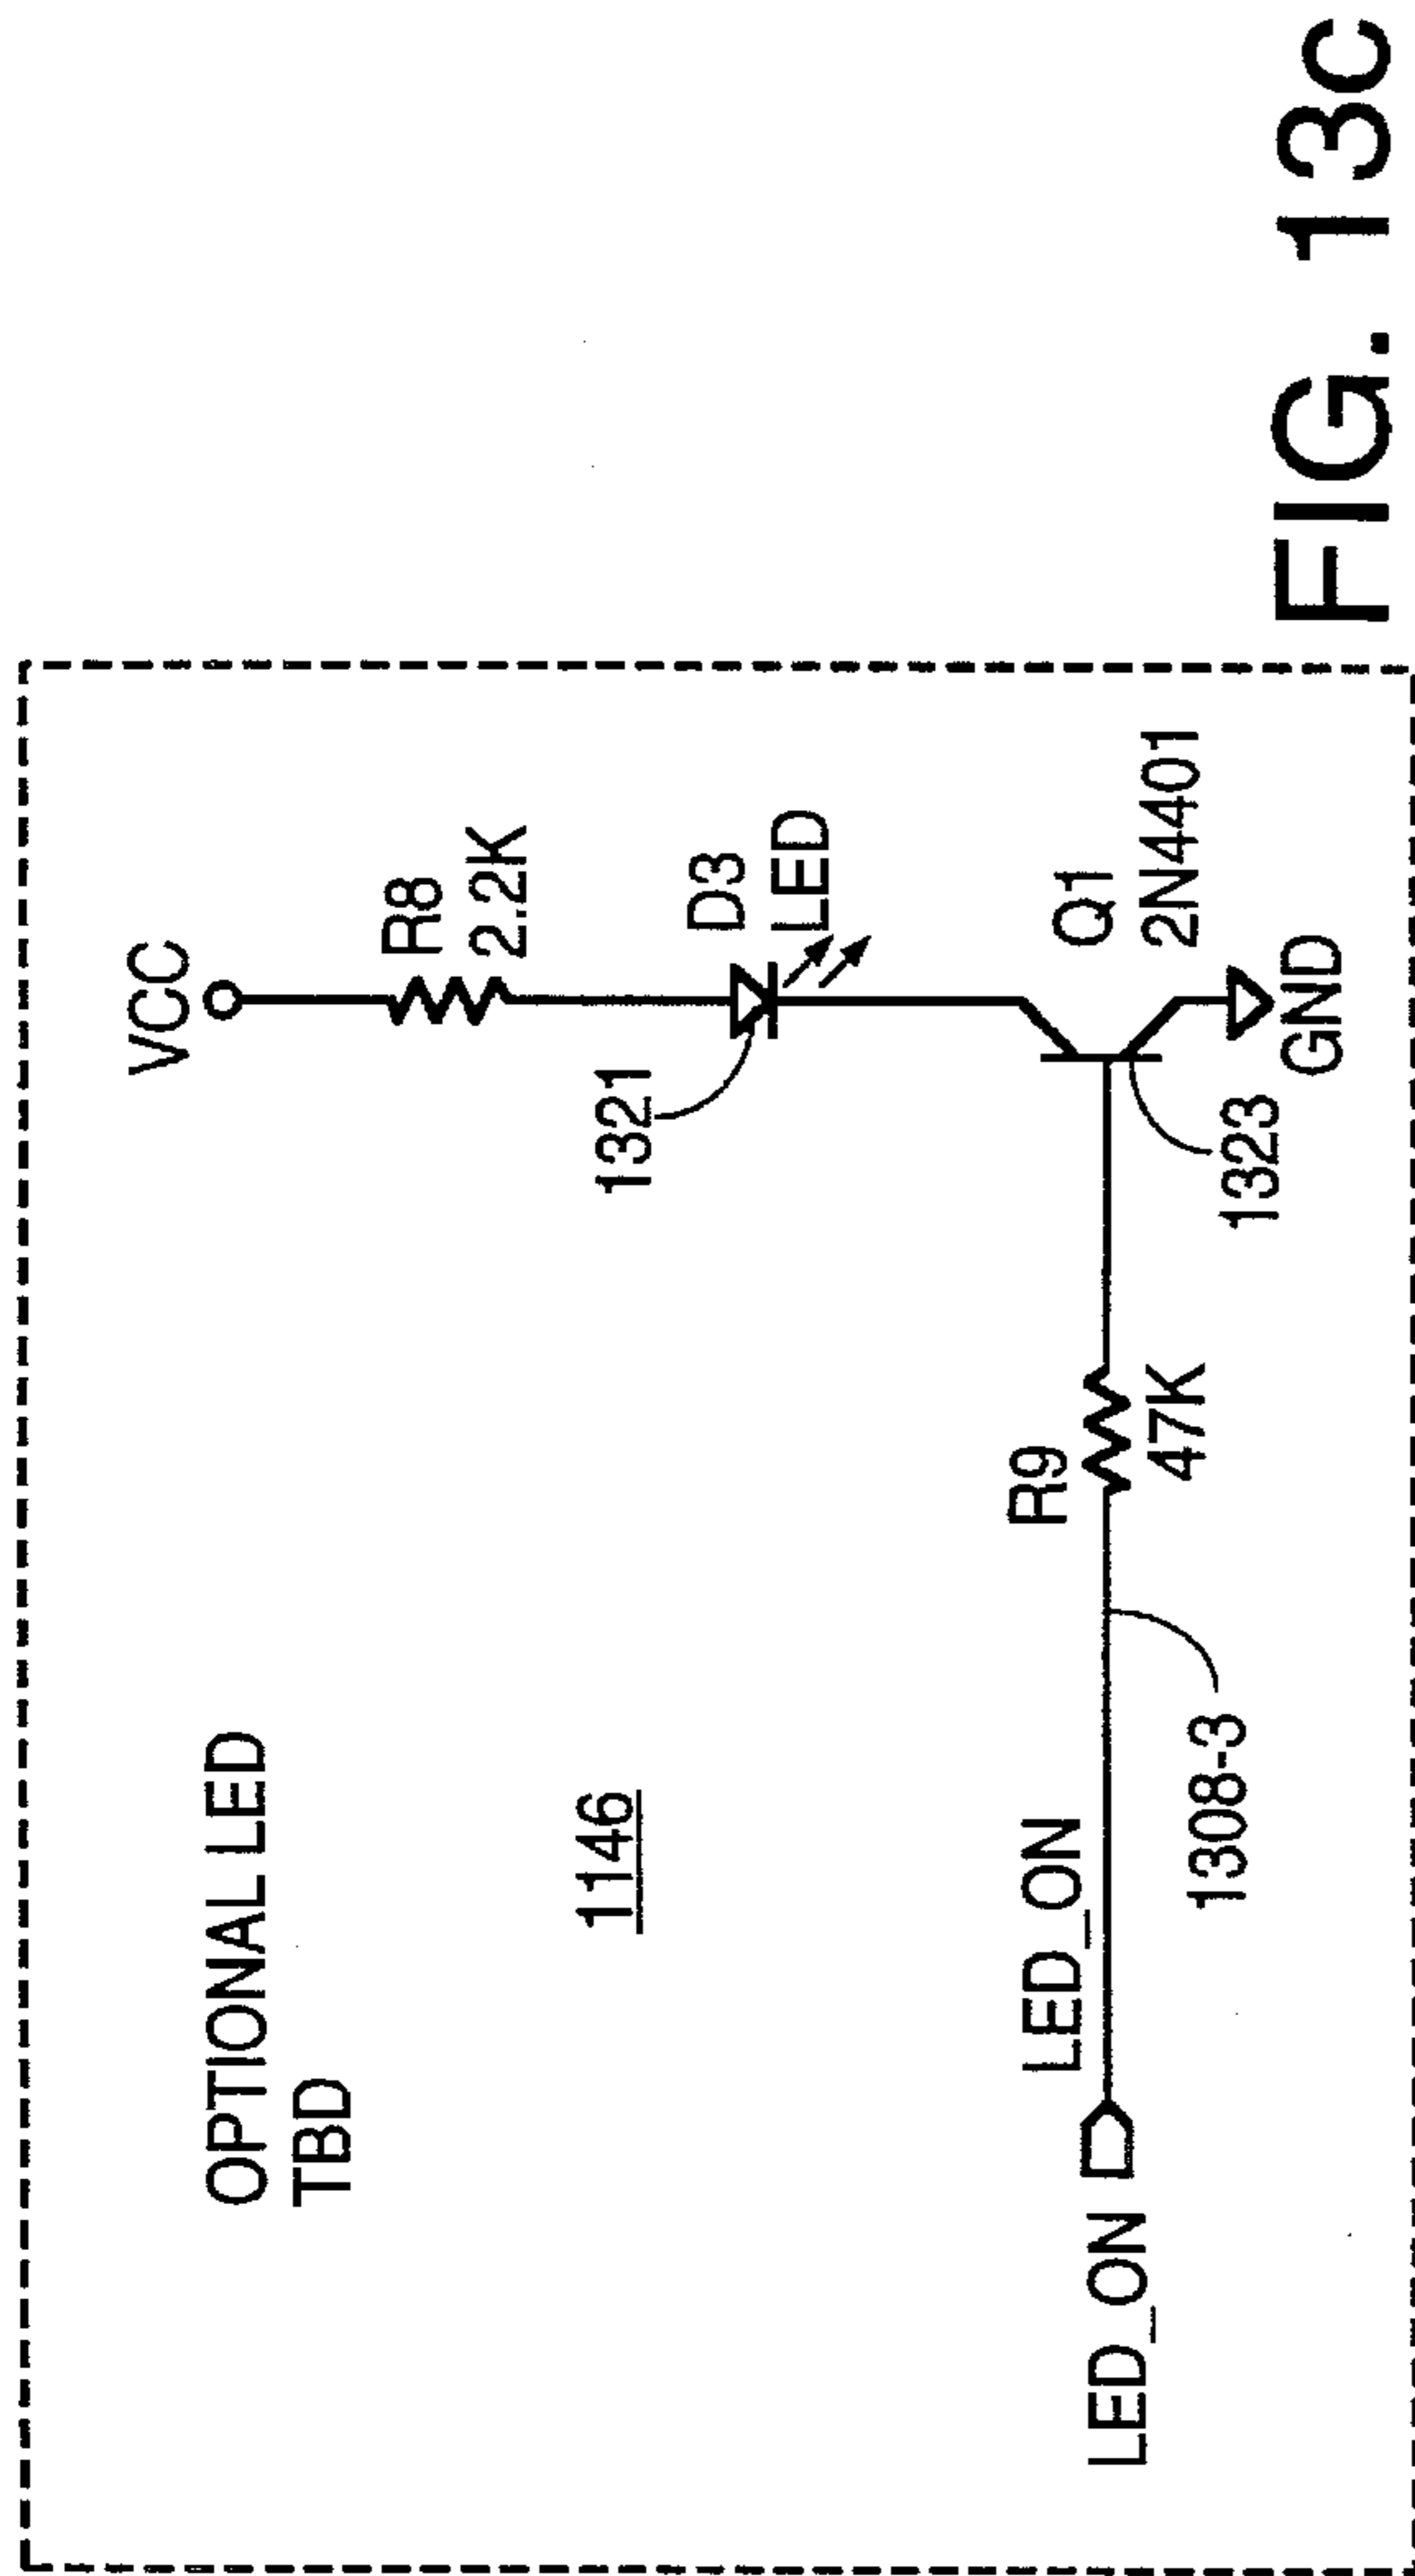 OPTIONAL LED
TBD
1146
VCC
R8
2.2K
1321
D3
LED
LED_ON
LED_ON
1308-3
R9
47K
Q1
2N4401
1323
GND
FIG. 13c